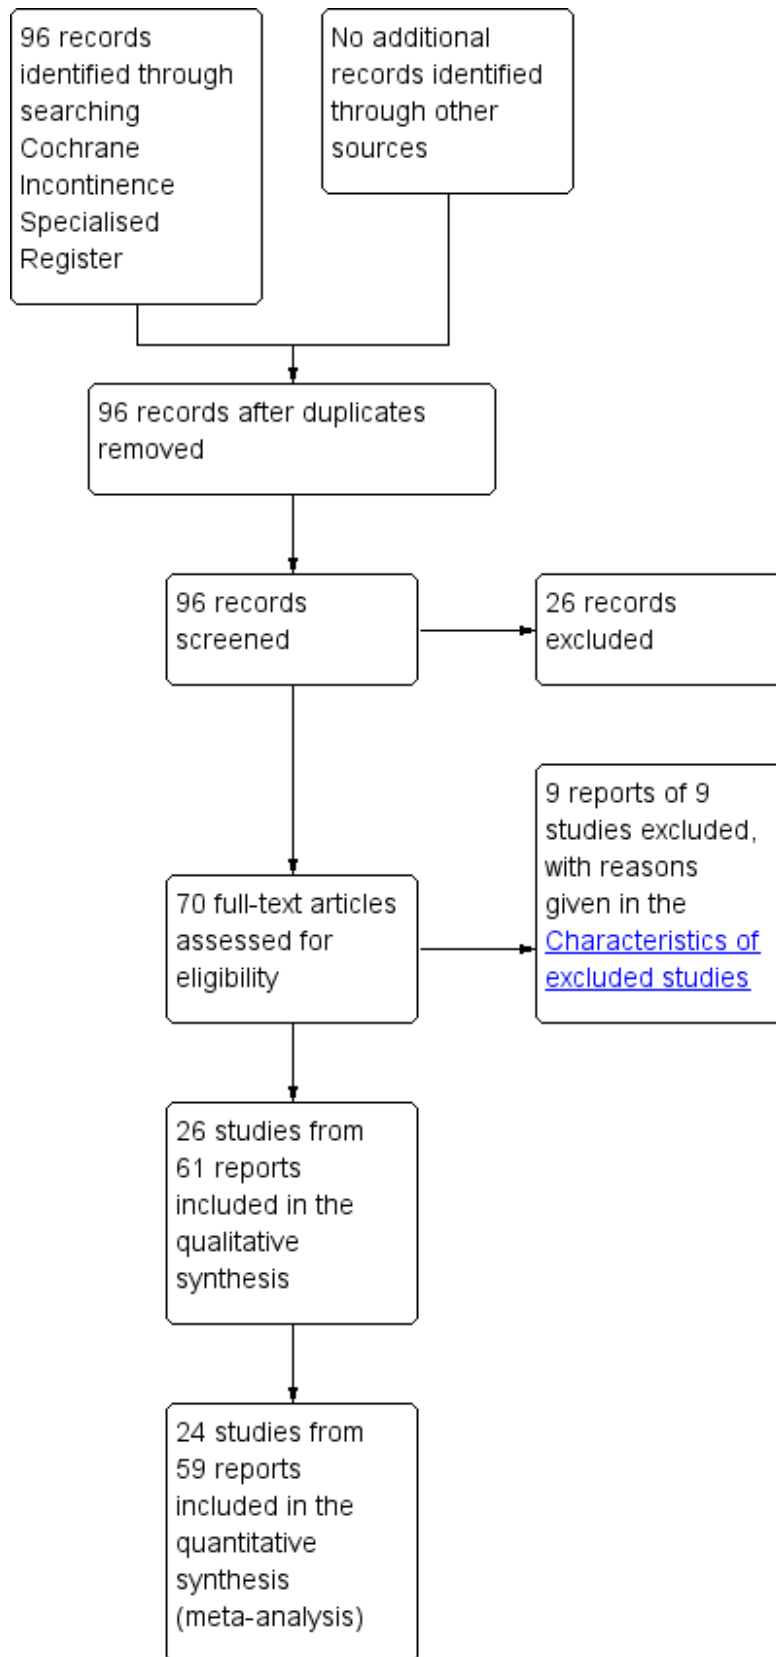 96 records
identified through
searching
Cochrane
Incontinence
Specialised
Register
No additional
records identified
through other
sources
96 records after duplicates
removed
96 records
screened
26 records
excluded
9 reports of 9
studies excluded,
with reasons
given in the
Characteristics of
excluded studies
70 full-text articles
assessed for
eligibility
26 studies from
61 reports
included in the
qualitative
synthesis
24 studies from
59 reports
included in the
quantitative
synthesis
(meta-analysis)